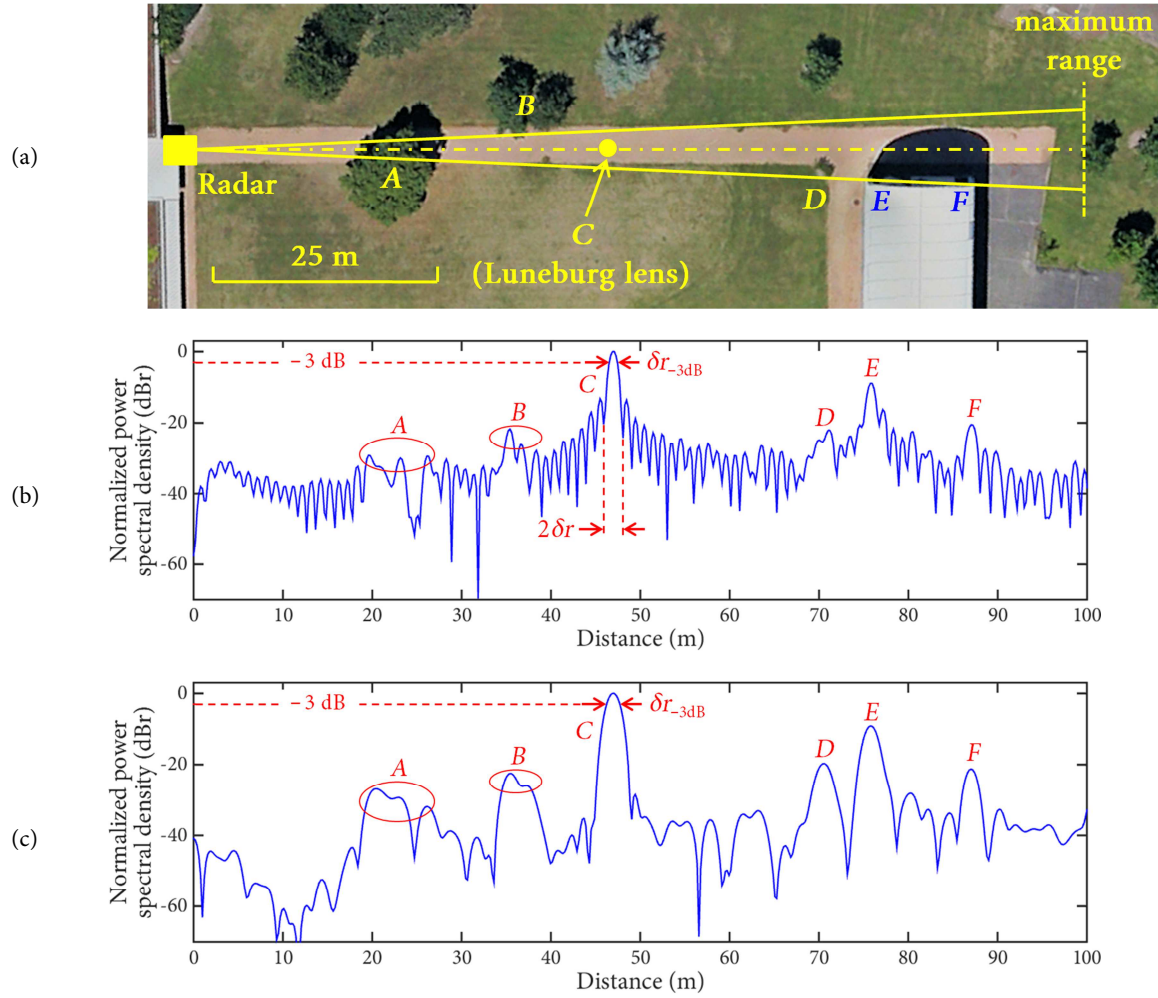 (a)
maximum
range
B
A
Radar
D
E
F
C
25 m
(Luneburg lens)
(b)
Normalized power
spectral density (dBr)
0
-20
-40
-60
− 3 dB
δr₋₃dB
C
A
B
D
E
F
2δr
0
10
20
30
40
50
60
70
80
90
100
Distance (m)
(c)
Normalized power
spectral density (dBr)
0
-20
-40
-60
− 3 dB
δr₋₃dB
C
A
B
D
E
F
0
10
20
30
40
50
60
70
80
90
100
Distance (m)